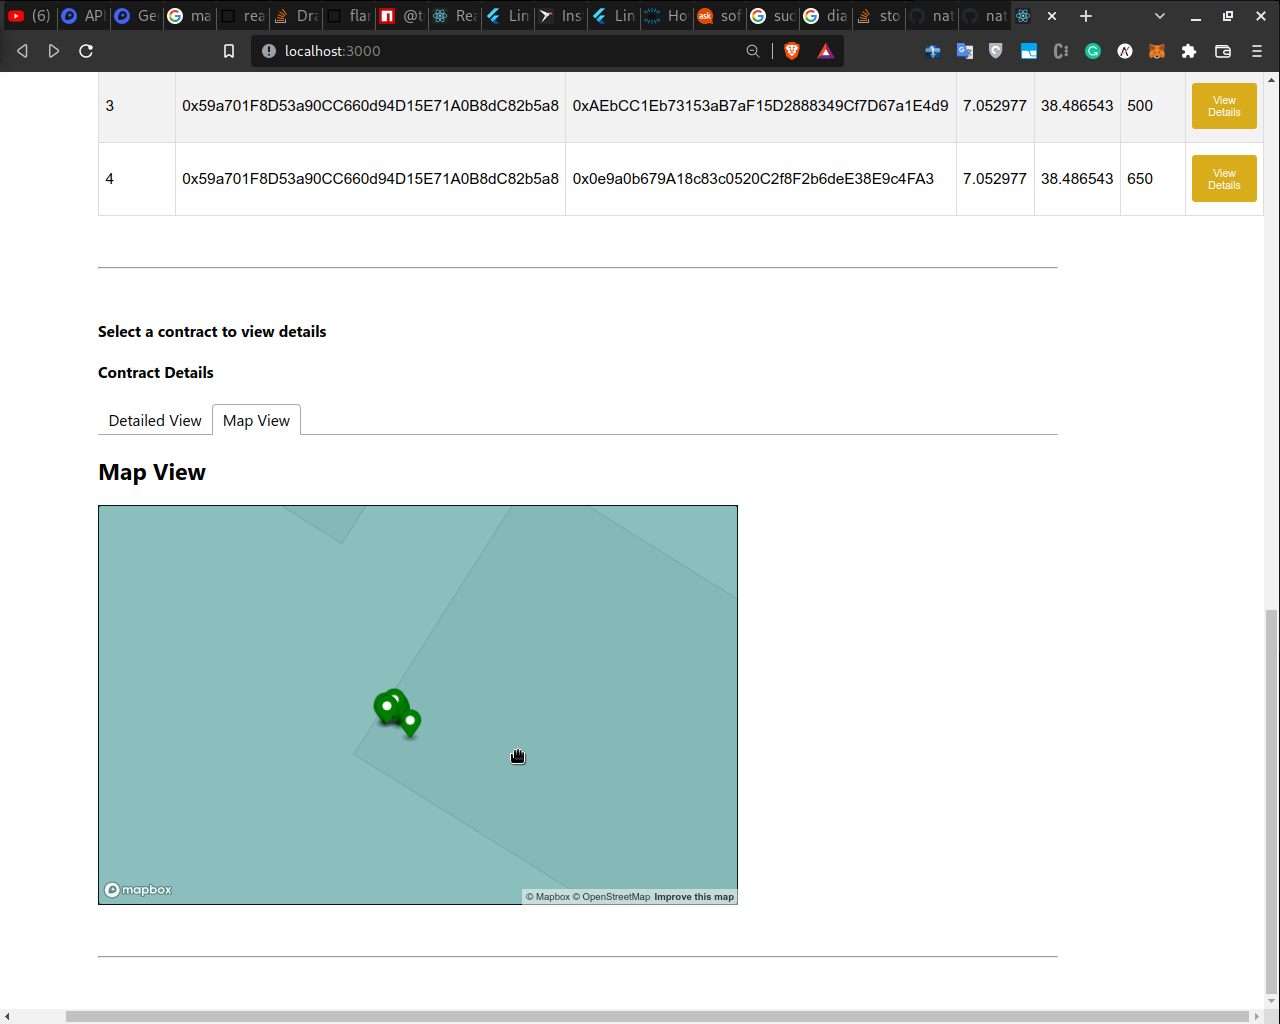 (6) API Ge ma rea Dra flar @t Rea Lin Ins Lin Ho sof suc dia sto nat nat
localhost:3000
3 0x59a701F8D53a90CC660d94D15E71A0B8dC82b5a8 0xAEbCC1Eb73153aB7aF15D2888349Cf7D67a1E4d9 7.052977 38.486543 500 View Details
4 0x59a701F8D53a90CC660d94D15E71A0B8dC82b5a8 0x0e9a0b679A18c83c0520C2f8F2b6deE38E9c4FA3 7.052977 38.486543 650 View Details
Select a contract to view details
Contract Details
Detailed View Map View
Map View
mapbox © Mapbox © OpenStreetMap Improve this map